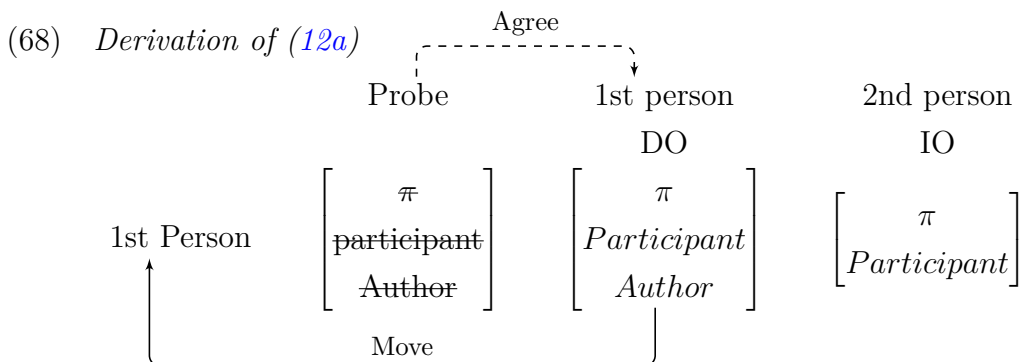 Agree
(68) Derivation of (12a)
Probe 1st person 2nd person
DO IO
π π π
1st Person participant Participant Participant
Author Author
Move